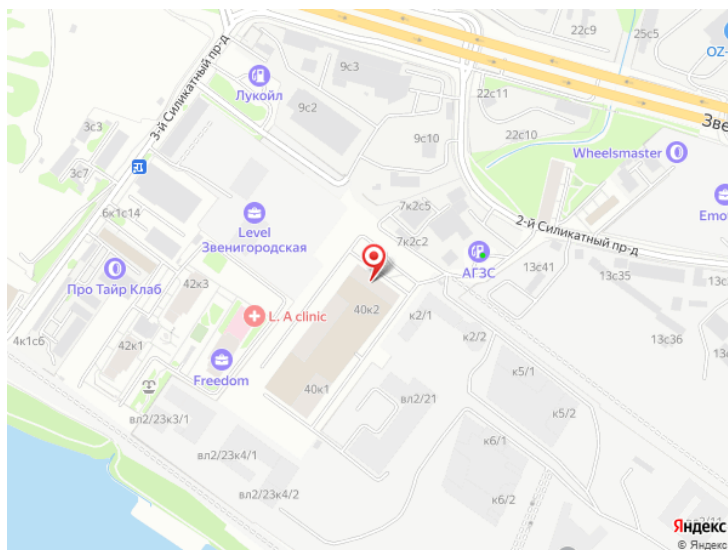 22с9
25с5
OZ-
3-й Силикатный пр-д
9с3
Лукойл
22с11
9с2
Зве
3с3
9с10
22с10
Wheelsmaster
3с7
Emot
7к2с5
6к1с14
2-й Силикатный пр-д
Level
Звенигородская
7к2с2
АГЗС
13с41
13с35
Про Тайр Клаб
42к3
40к2
L. A clinic
к2/1
4к1с6
42к1
к2/2
13с36
13с38
Freedom
к5/1
40к1
вл2/21
к5/2
вл2/23к3/1
к6/1
вл2/23к4/1
вл2/23к4/2
к6/2
Яндекс
© Яндекс